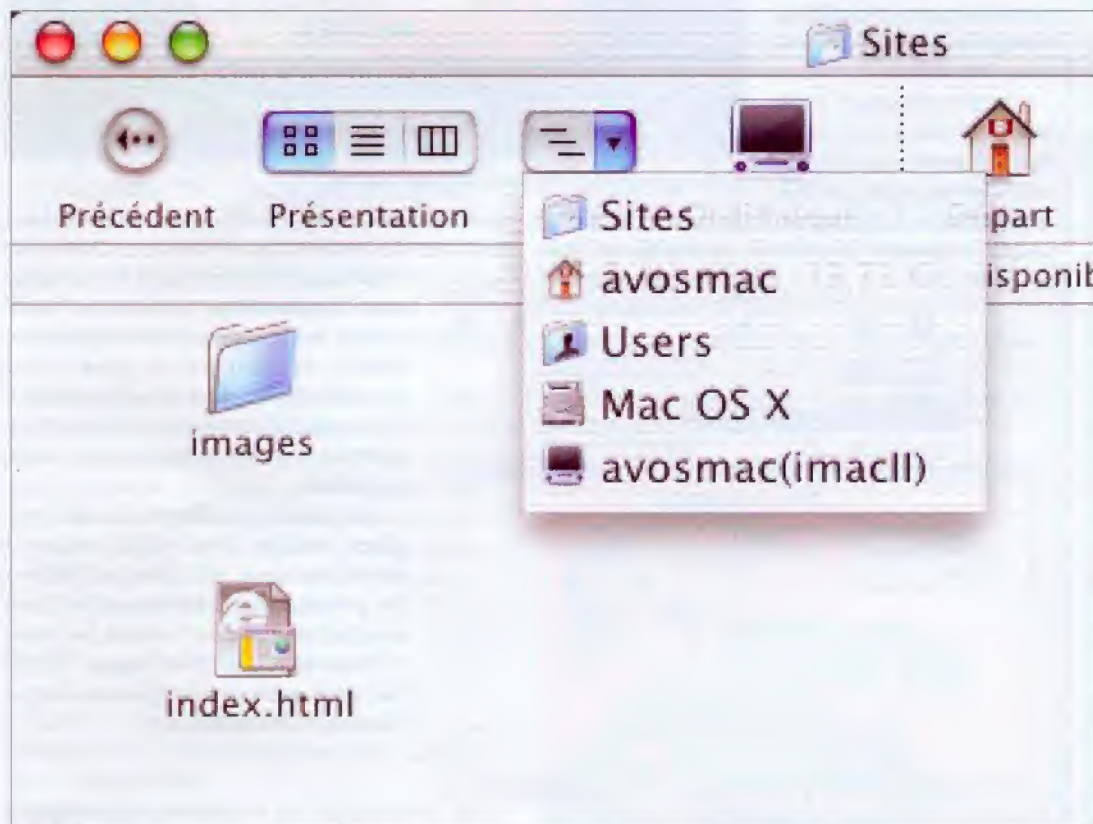 Sites
Précédent
Présentation
Sites
avosmac
Users
Mac OS X
avosmac(imacII)
images
index.html